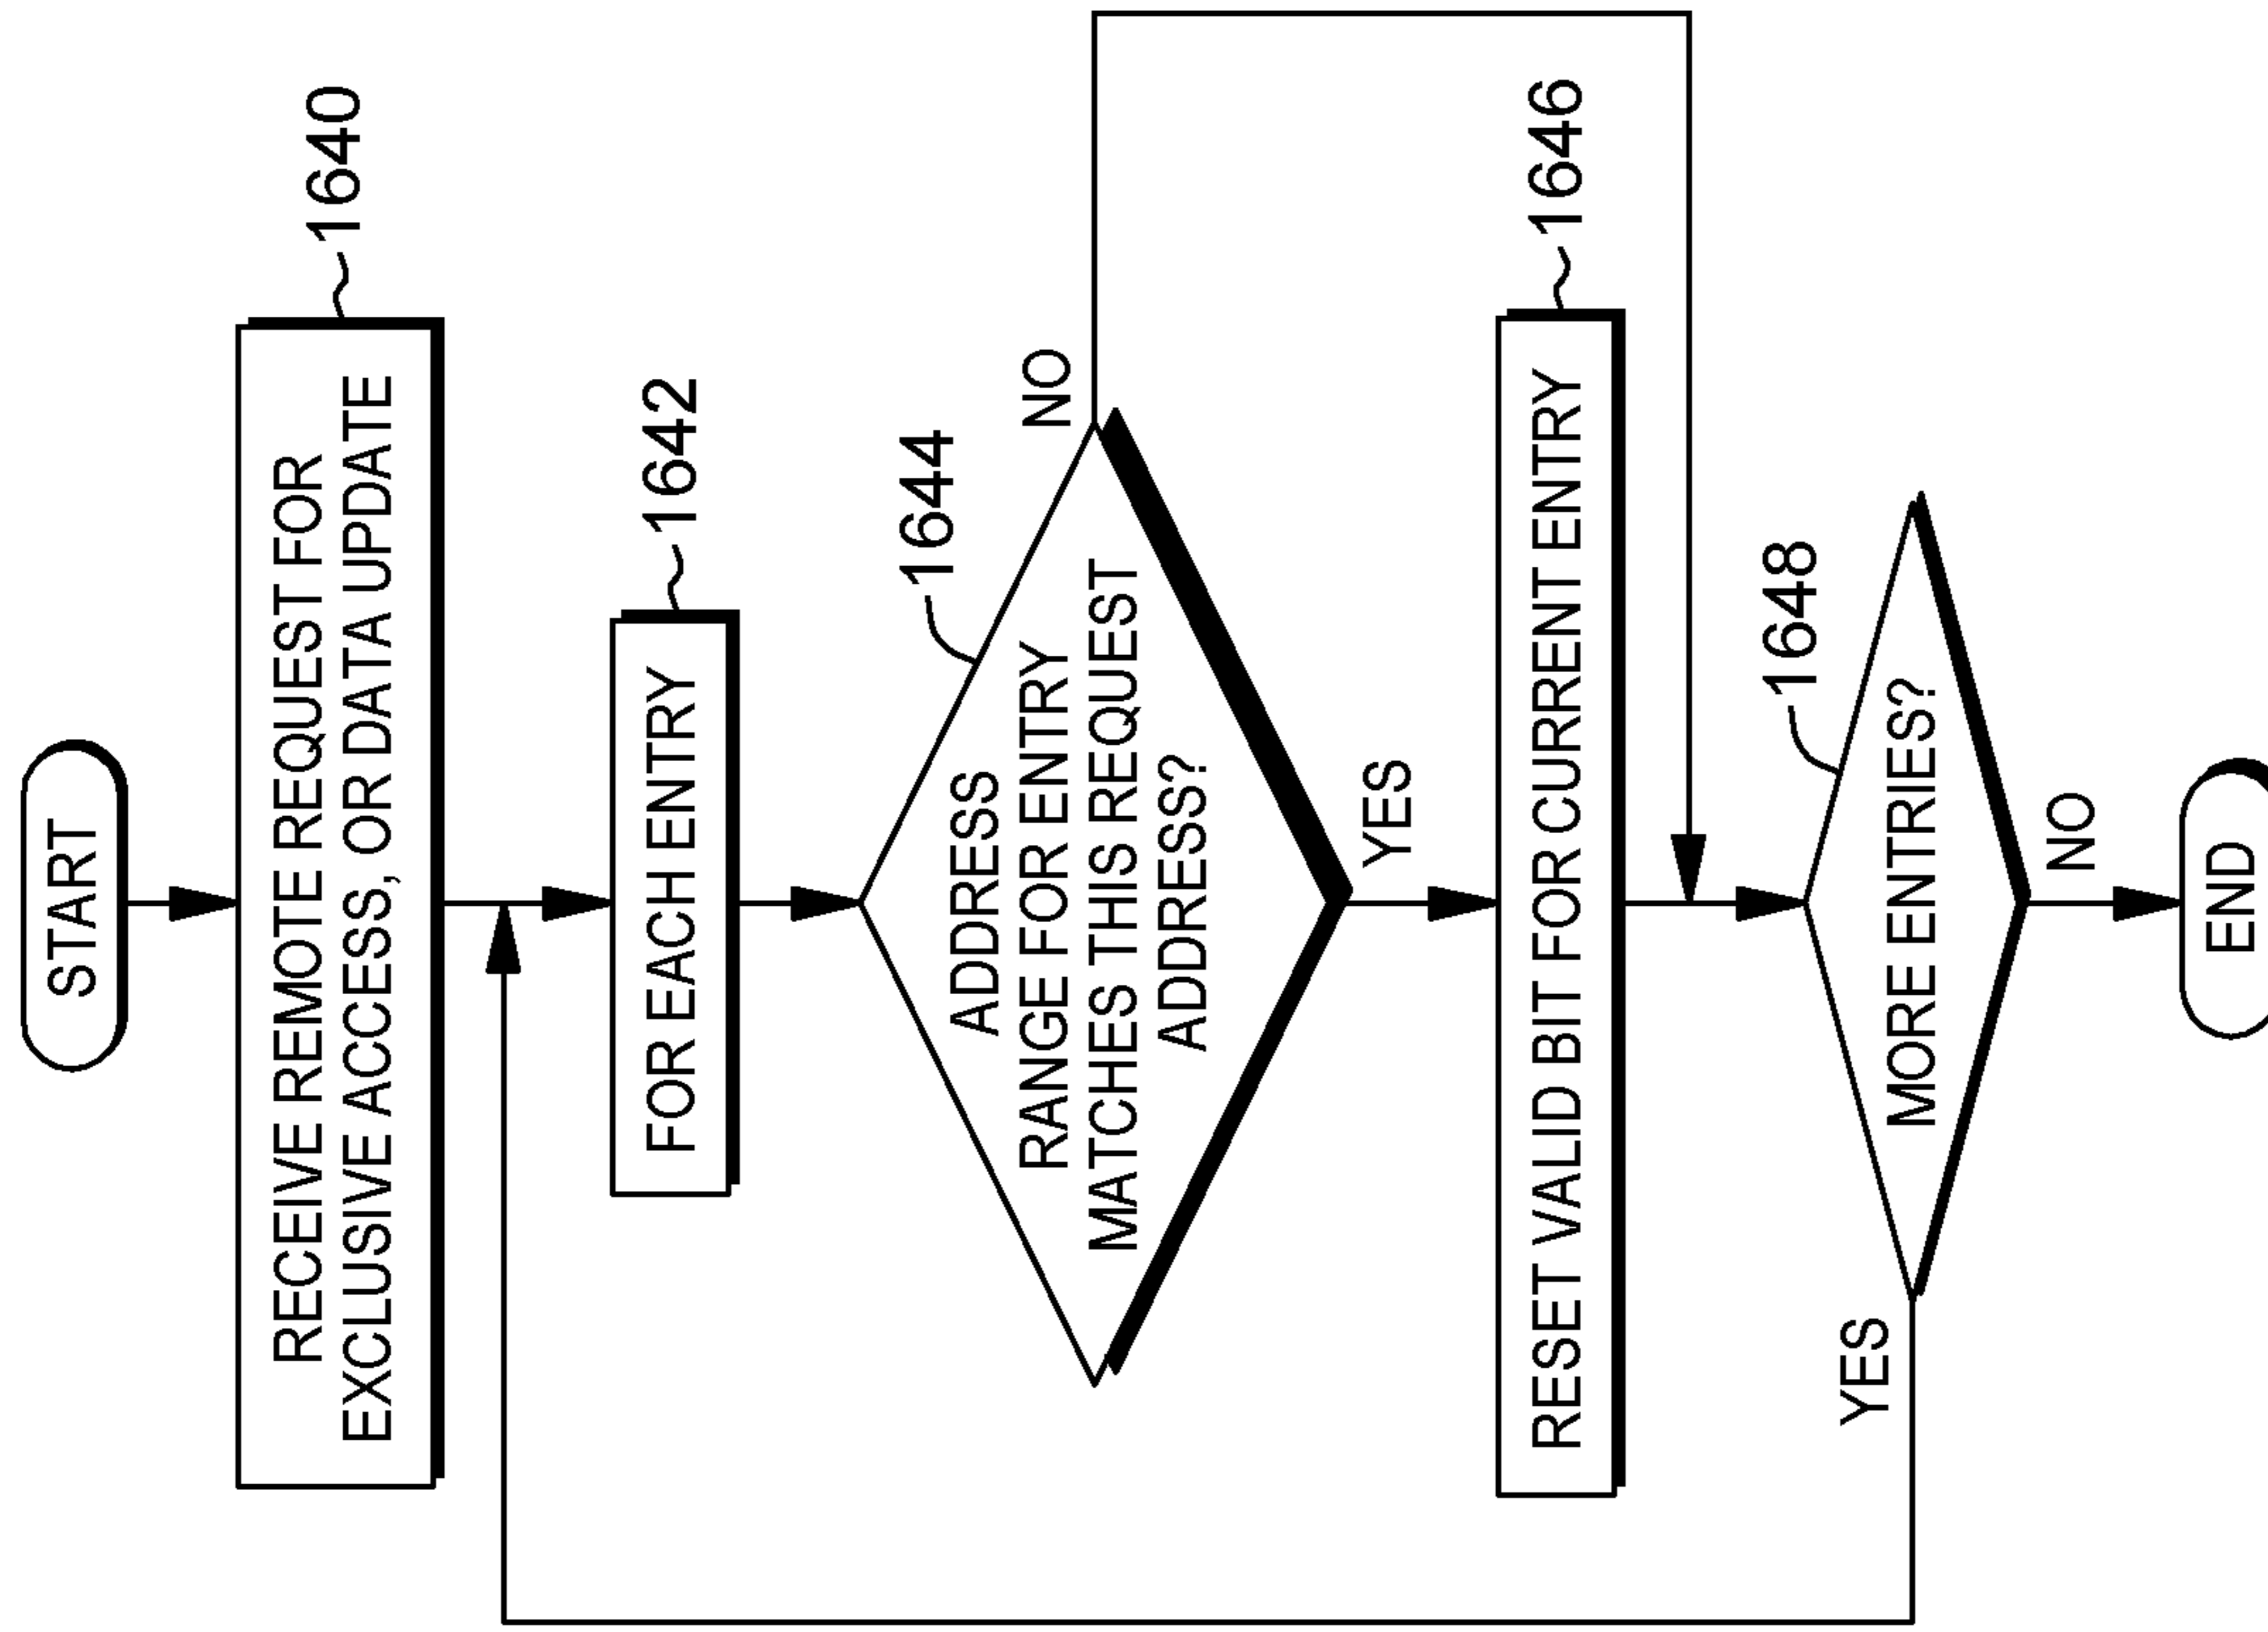 START
RECEIVE REMOTE REQUEST FOR
EXCLUSIVE ACCESS, OR DATA UPDATE
1640
FOR EACH ENTRY
1642
1644
ADDRESS
RANGE FOR ENTRY
MATCHES THIS REQUEST
ADDRESS?
NO
YES
RESET VALID BIT FOR CURRENT ENTRY
1646
1648
MORE ENTRIES?
YES
NO
END